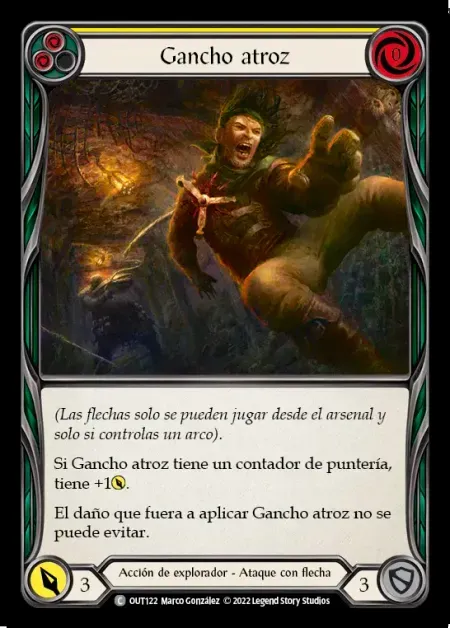 Gancho atroz
0
(Las flechas solo se pueden jugar desde el arsenal y
solo si controlas un arco).
Si Gancho atroz tiene un contador de puntería,
tiene +1.
El daño que fuera a aplicar Gancho atroz no se
puede evitar.
3
Acción de explorador - Ataque con flecha
3
C OUT122 Marco González © 2022 Legend Story Studios